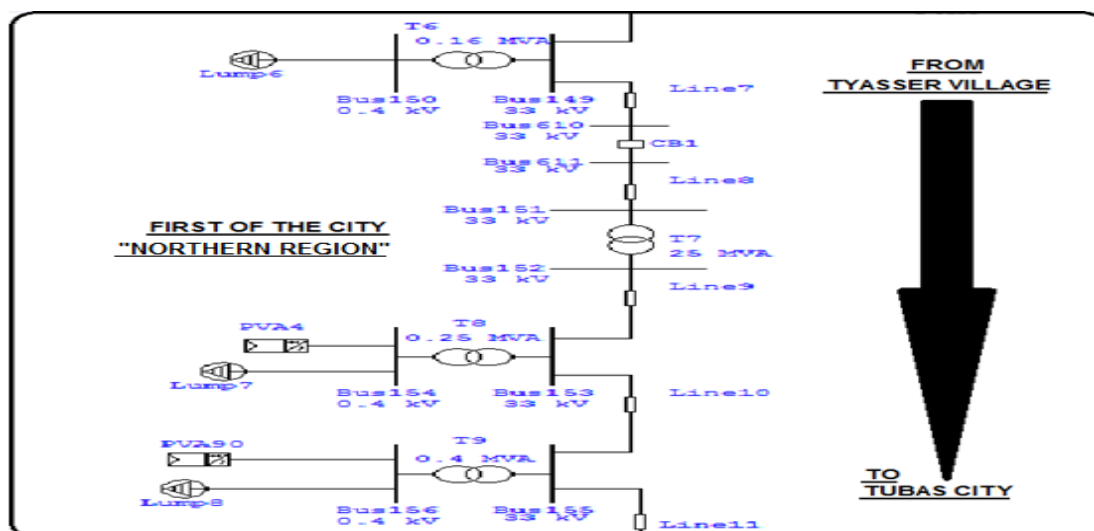 T6
0.16 MVA
Lump6
Bus150
0.4 kV
Bus149
33 kV
Line7
Bus610
33 kV
CB1
Bus611
33 kV
Line8
Bus151
33 kV
T7
25 MVA
Bus152
33 kV
Line9
FROM
TYASSER VILLAGE
FIRST OF THE CITY
"NORTHERN REGION"
PVA4
T8
0.25 MVA
Lump7
Bus154
0.4 kV
Bus153
33 kV
Line10
PVA90
T9
0.4 MVA
Lump8
Bus156
0.4 kV
Bus155
33 kV
Line11
TO
TUBAS CITY